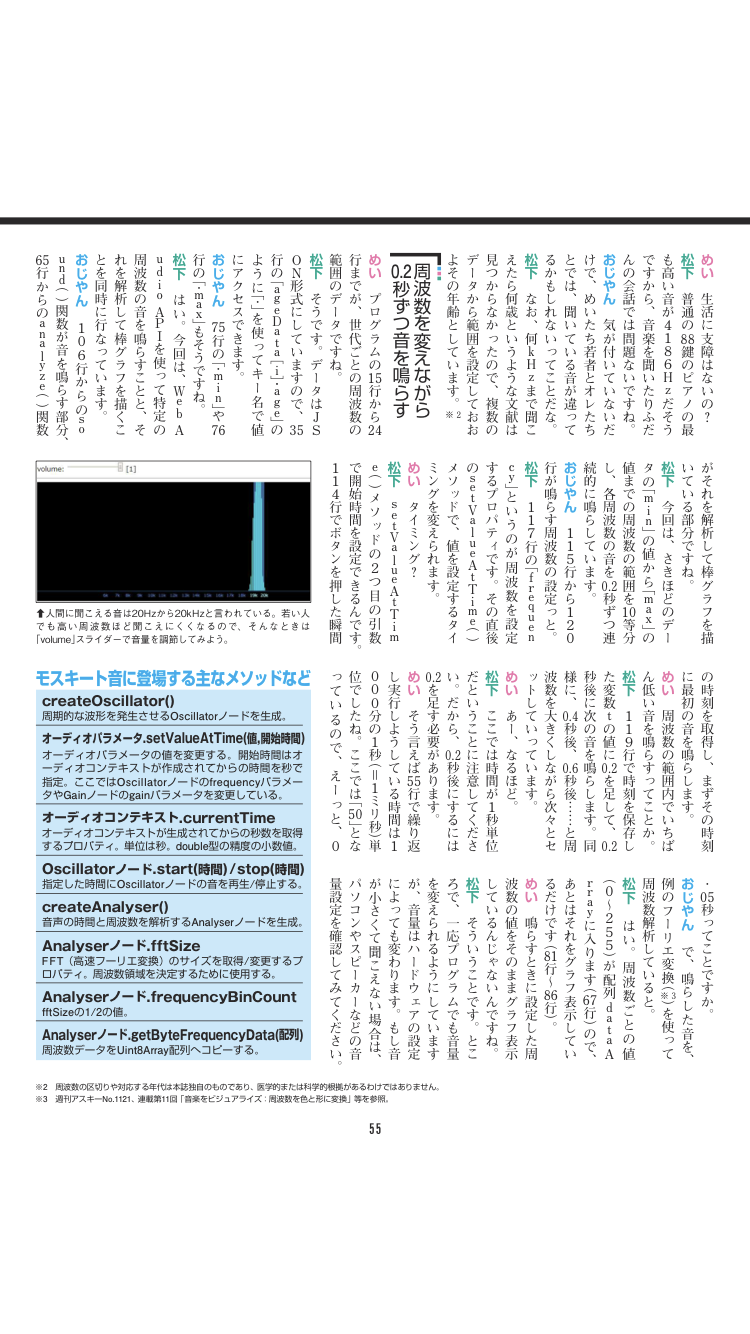 めい　生活に支障はないの？
松下　普通の88鍵のピアノの最
も高い音が4186Hzだそう
ですから、音楽を聞いたりふだ
んの会話では問題ないですね。
おじやん　気が付いていないだ
けで、めいたち若者とオレたち
とでは、聞いている音が違って
るかもしれないってことだな。
松下　なお、何kHzまで聞こ
えたら何歳というような文献は
見つからなかったので、複数の
データから範囲を設定しておお
よその年齢としています。※2
周波数を変えながら
0.2秒ずつ音を鳴らす
めい　プログラムの15行から24
行までが、世代ごとの周波数の
範囲のデータですね。
松下　そうです。データはJS
ON形式にしていますので、35
行の「ageData[i].age」の
ように「.」を使ってキー名で値
にアクセスできます。
おじやん　75行の「.min」や76
行の「.max」もそうですね。
松下　はい。今回は、Web A
udio APIを使って特定の
周波数の音を鳴らすことと、そ
れを解析して棒グラフを描くこ
とを同時に行なっています。
おじやん　106行からのso
und()関数が音を鳴らす部分、
65行からのanalyze()関数
がそれを解析して棒グラフを描
いている部分ですね。
松下　今回は、さきほどのデー
タの「min」の値から「max」の
値までの周波数の範囲を10等分
し、各周波数の音を0.2秒ずつ連
続的に鳴らしています。
おじやん　115行から120
行が鳴らす周波数の設定っと。
松下　117行の「frequen
cy」というのが周波数を設定
するプロパティです。その直後
のsetValueAtTime()
メソッドで、値を設定するタイ
ミングを変えられます。
めい　タイミング？
松下　setValueAtTim
e()メソッドの2つ目の引数
で開始時間を設定できるんです。
114行でボタンを押した瞬間
の時刻を取得し、まずその時刻
に最初の音を鳴らします。
めい　周波数の範囲内でいちば
ん低い音を鳴らすってことか。
松下　119行で時刻を保存し
た変数tの値に0.2を足して、0.2
秒後に次の音を鳴らします。同
様に、0.4秒後、0.6秒後……と周
波数を大きくしながら次々とセ
ットしていっています。
めい　あー、なるほど。
松下　ここでは時間が1秒単位
だということに注意してくださ
い。だから、0.2秒後にするには
0.2を足す必要があります。
めい　そう言えば55行で繰り返
し実行しようしている時間は1
000分の1秒（＝1ミリ秒）単
位でしたね。ここでは「50」とな
っているので、えーっと、0
.05秒ってことですか。
おじやん　で、鳴らした音を、
例のフーリエ変換（※3）を使って
周波数解析していると。
松下　はい。周波数ごとの値
（0〜255）が配列dataA
rrayに入ります（67行）ので、
あとはそれをグラフ表示してい
るだけです（81行〜86行）。
めい　鳴らすときに設定した周
波数の値をそのままグラフ表示
しているんじゃないんですね。
松下　そういうことです。とこ
ろで、一応プログラムでも音量
を変えられるようにしています
が、音量はハードウェアの設定
によっても変わります。もし音
が小さくて聞こえない場合は、
パソコンやスピーカーなどの音
量設定を確認してみてください。
volume: [1]
⬆人間に聞こえる音は20Hzから20kHzと言われている。若い人
でも高い周波数ほど聞こえにくくなるので、そんなときは
「volume」スライダーで音量を調節してみよう。
モスキート音に登場する主なメソッドなど
createOscillator()
周期的な波形を発生させるOscillatorノードを生成。
オーディオパラメータ.setValueAtTime(値,開始時間)
オーディオパラメータの値を変更する。開始時間はオ
ーディオコンテキストが作成されてからの時間を秒で
指定。ここではOscillatorノードのfrequencyパラメー
タやGainノードのgainパラメータを変更している。
オーディオコンテキスト.currentTime
オーディオコンテキストが生成されてからの秒数を取得
するプロパティ。単位は秒。double型の精度の小数値。
Oscillatorノード.start(時間)/stop(時間)
指定した時間にOscillatorノードの音を再生/停止する。
createAnalyser()
音声の時間と周波数を解析するAnalyserノードを生成。
Analyserノード.fftSize
FFT（高速フーリエ変換）のサイズを取得/変更するプ
ロパティ。周波数領域を決定するために使用する。
Analyserノード.frequencyBinCount
fftSizeの1/2の値。
Analyserノード.getByteFrequencyData(配列)
周波数データをUint8Array配列へコピーする。
※2　周波数の区切りや対応する年代は本誌独自のものであり、医学的または科学的根拠があるわけではありません。
※3　週刊アスキーNo.1121、連載第11回「音楽をビジュアライズ：周波数を色と形に変換」等を参照。
55